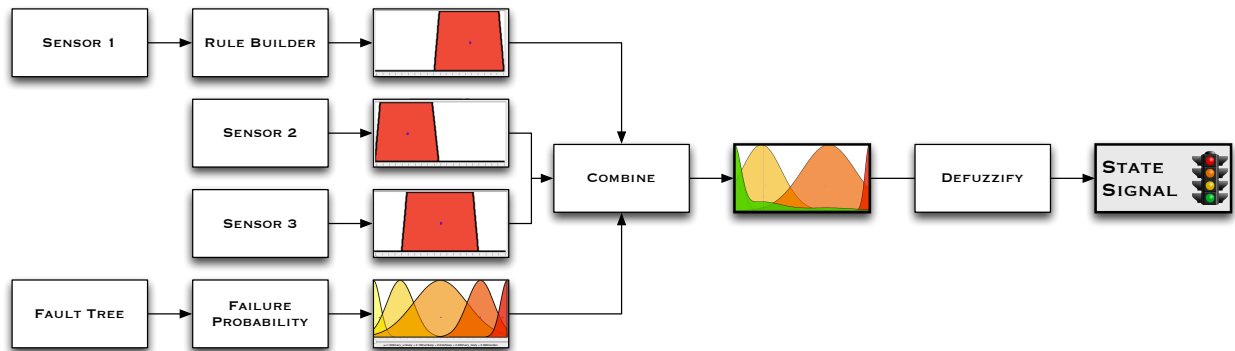 SENSOR 1
RULE BUILDER
SENSOR 2
COMBINE
DEFUZZIFY
STATE
SIGNAL
SENSOR 3
FAULT TREE
FAILURE
PROBABILITY